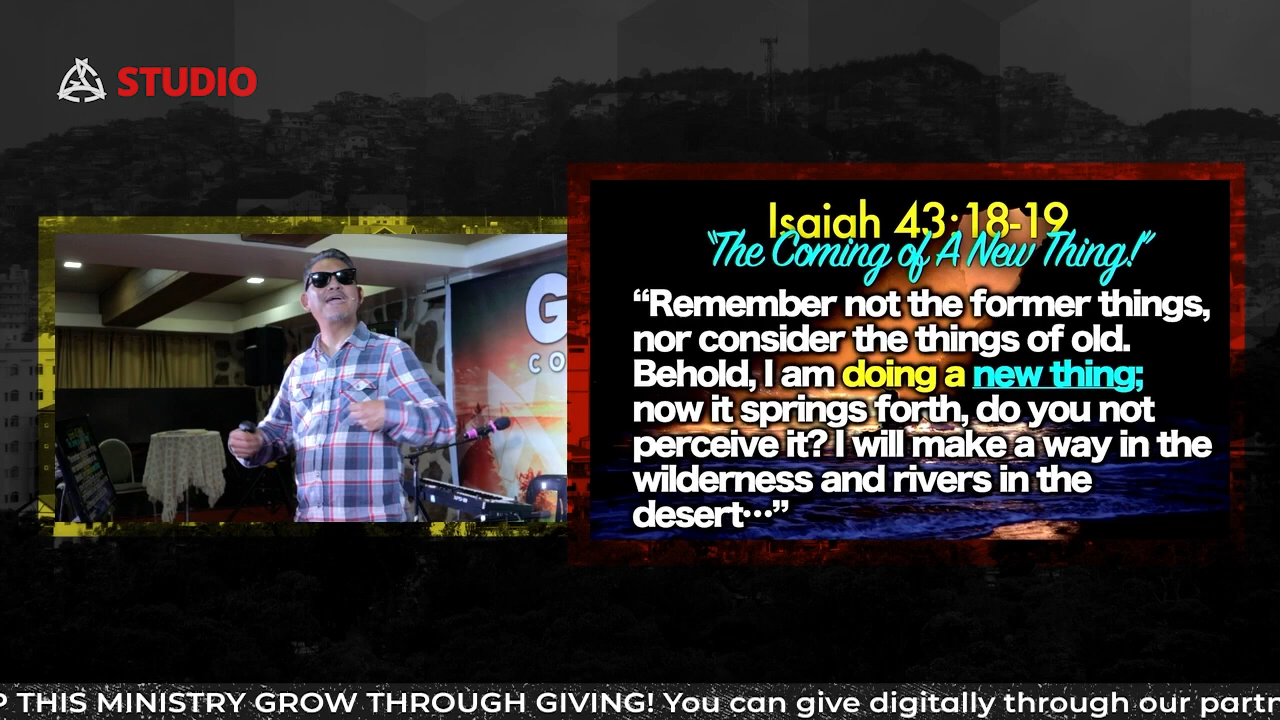 STUDIO
Isaiah 43:18-19
"The Coming of A New Thing!"
“Remember not the former things,
nor consider the things of old.
Behold, I am doing a new thing;
now it springs forth, do you not
perceive it? I will make a way in the
wilderness and rivers in the
desert…”
G
CO
THIS MINISTRY GROW THROUGH GIVING! You can give digitally through our